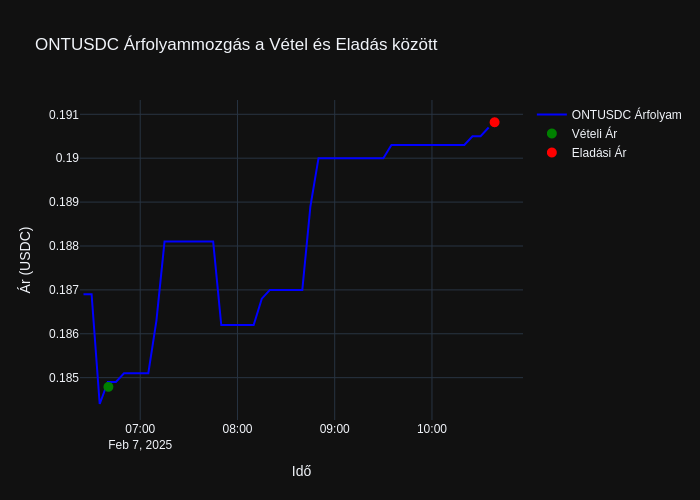 ONTUSDC Árfolyammozgás a Vétel és Eladás között
0.191
0.19
0.189
0.188
0.187
0.186
0.185
Ár (USDC)
07:00
08:00
09:00
10:00
Feb 7, 2025
Idő
ONTUSDC Árfolyam
Vételi Ár
Eladási Ár